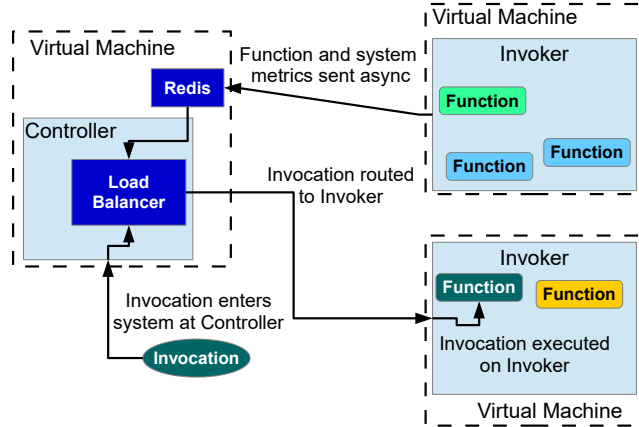 Virtual Machine
Redis
Controller
Load
Balancer
Function and system
metrics sent async
Virtual Machine
Invoker
Function
Function
Function
Invocation routed
to Invoker
Invocation enters
system at Controller
Invocation
Invoker
Function
Function
Invocation executed
on Invoker
Virtual Machine